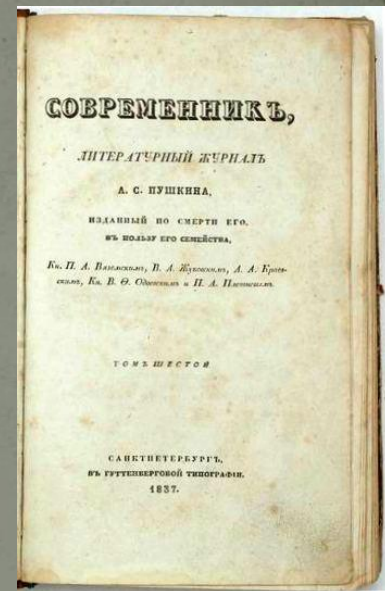 СОВРЕМЕННИКЪ,
ЛИТЕРАТУРНЫЙ ЖУРНАЛЪ
А. С. ПУШКИНА,
ИЗДАННЫЙ ПО СМЕРТИ ЕГО,
ВЪ ПОЛЬЗУ ЕГО СЕМЕЙСТВА,
Кн. П. А. Вяземскимъ, В. А. Жуковскимъ, А. А. Краев-
скимъ, Кн. В. Ѳ. Одоевскимъ и П. А. Плетневымъ
ТОМЪ ШЕСТОЙ
САНКТПЕТЕРБУРГЪ,
ВЪ ГУТТЕНБЕРГОВОЙ ТИПОГРАФІИ.
1837.